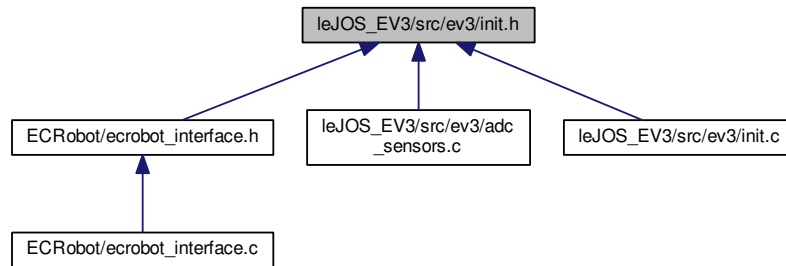 leJOS_EV3/src/ev3/init.h
ECRobot/ecrobot_interface.h
leJOS_EV3/src/ev3/adc
_sensors.c
leJOS_EV3/src/ev3/init.c
ECRobot/ecrobot_interface.c